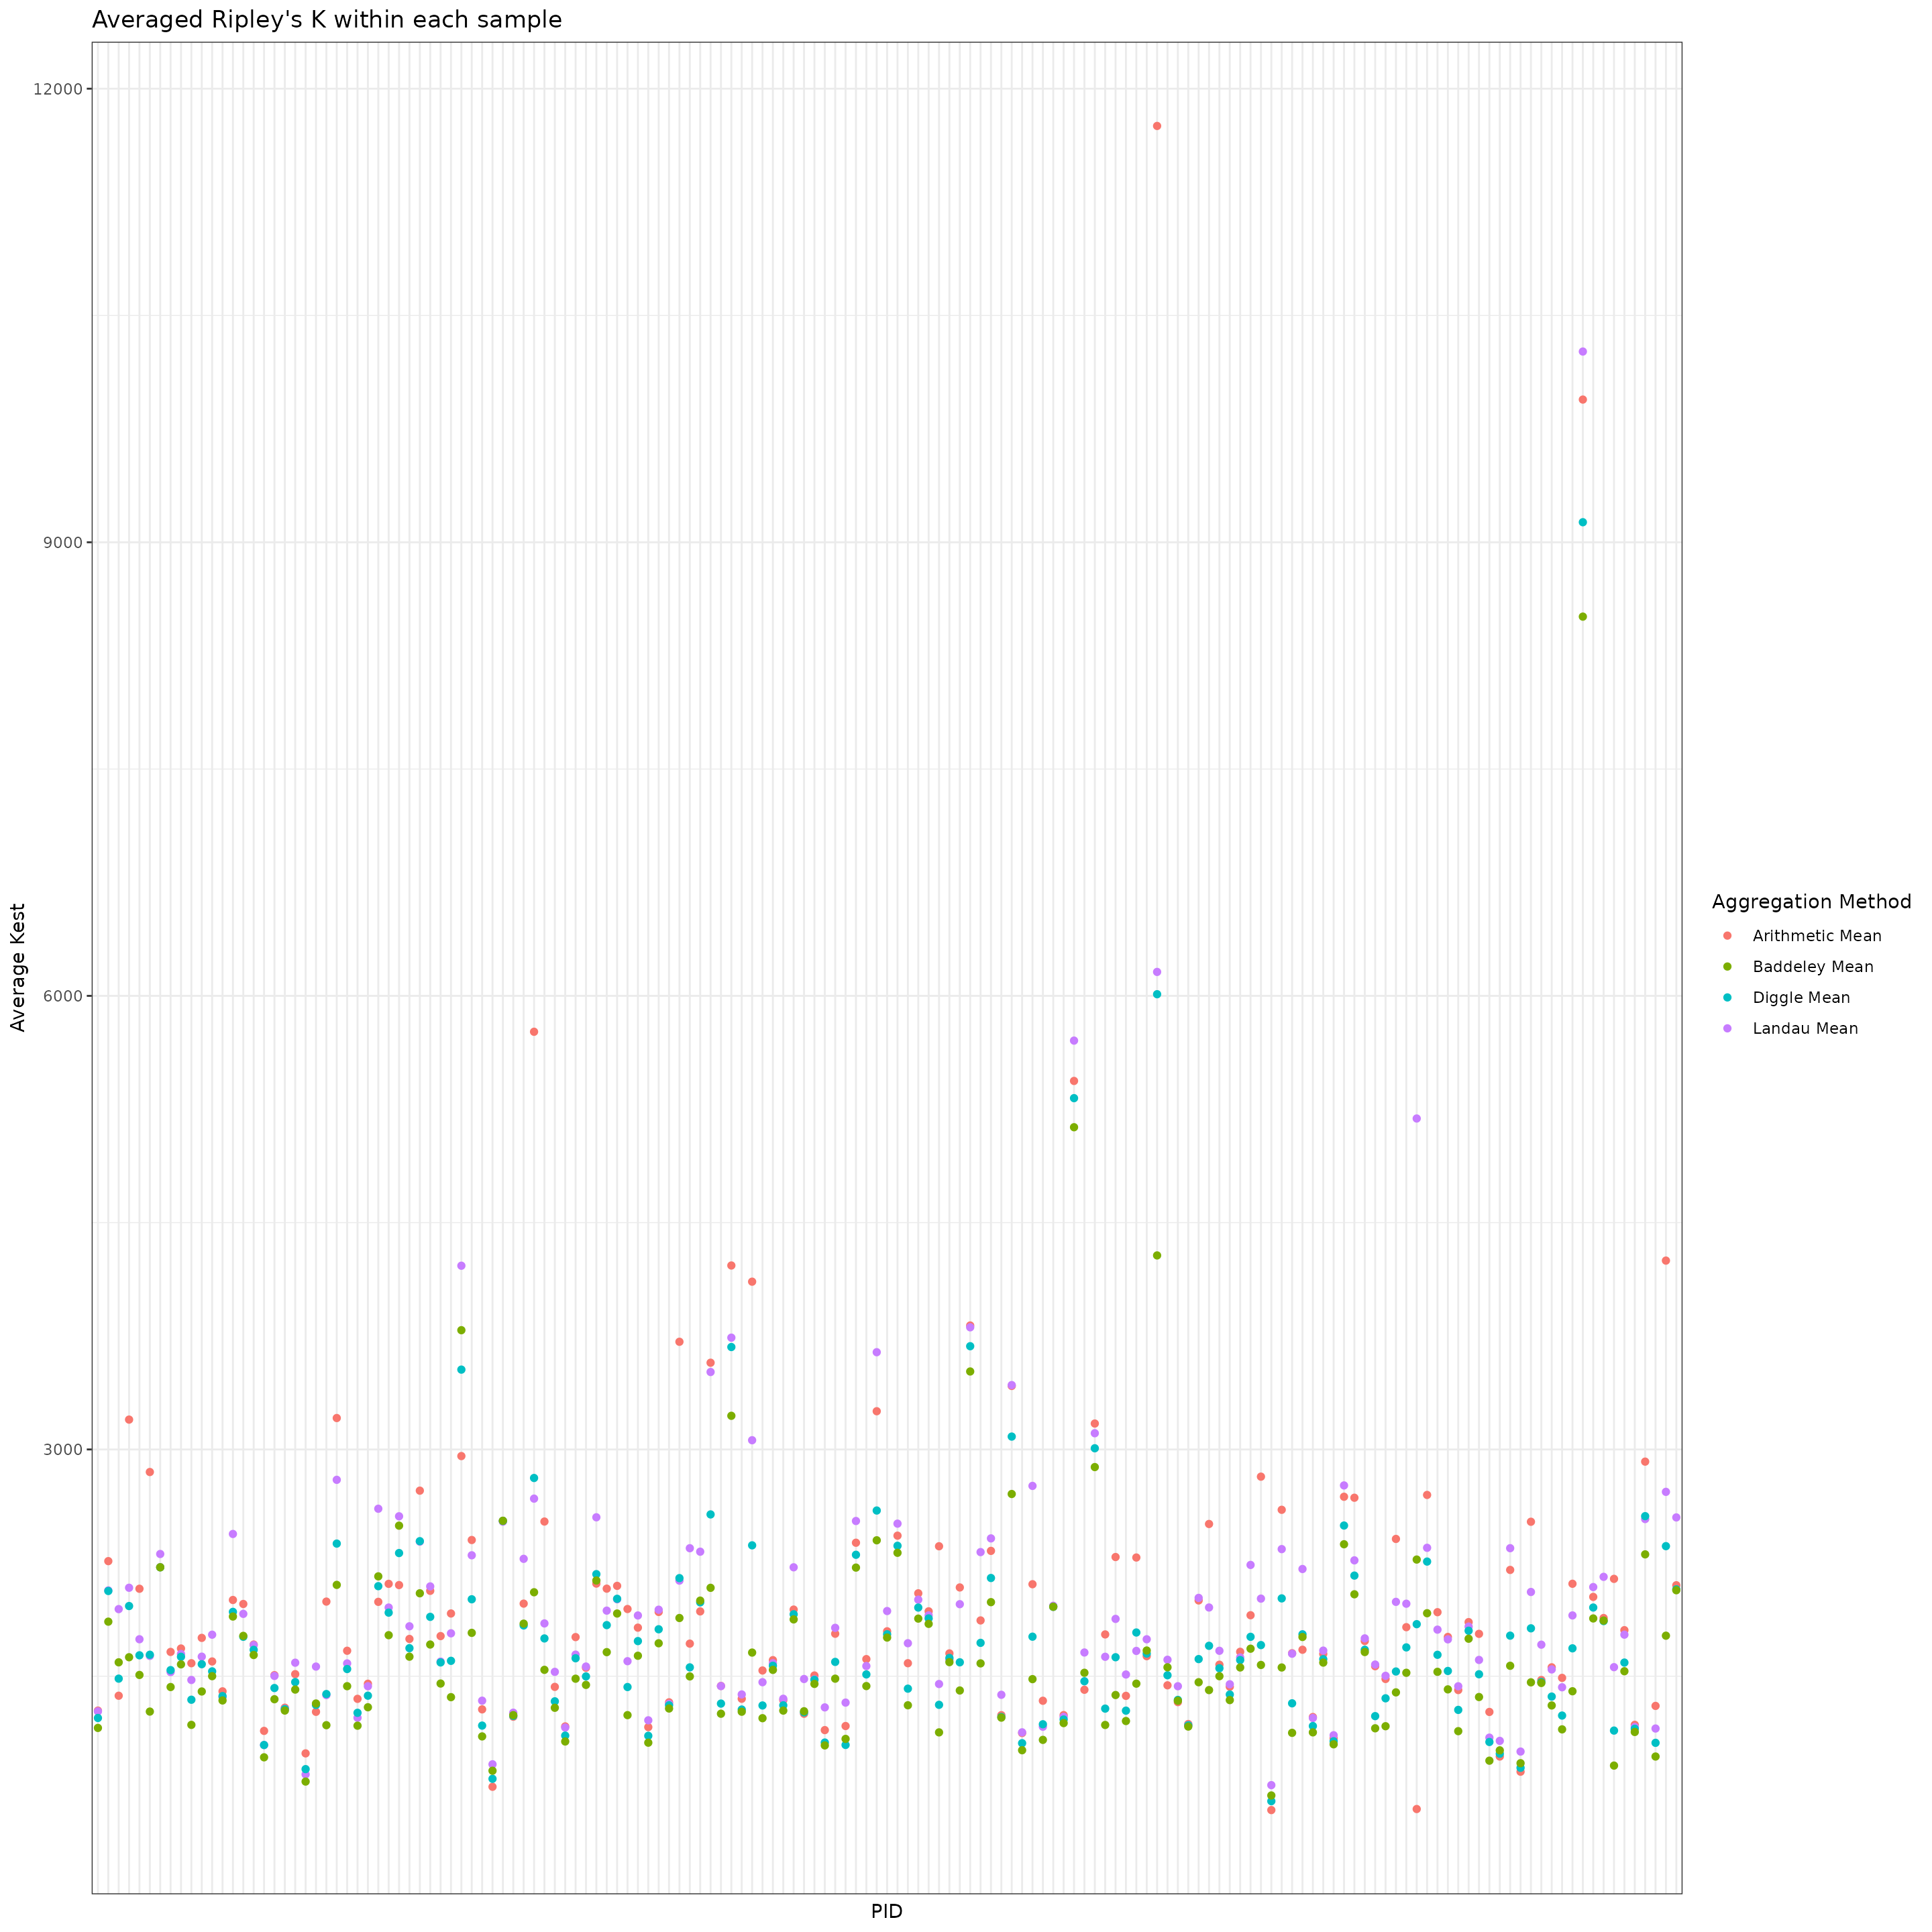 Averaged Ripley's K within each sample
12000
9000
6000
3000
Average Kest
PID
Aggregation Method
Arithmetic Mean
Baddeley Mean
Diggle Mean
Landau Mean